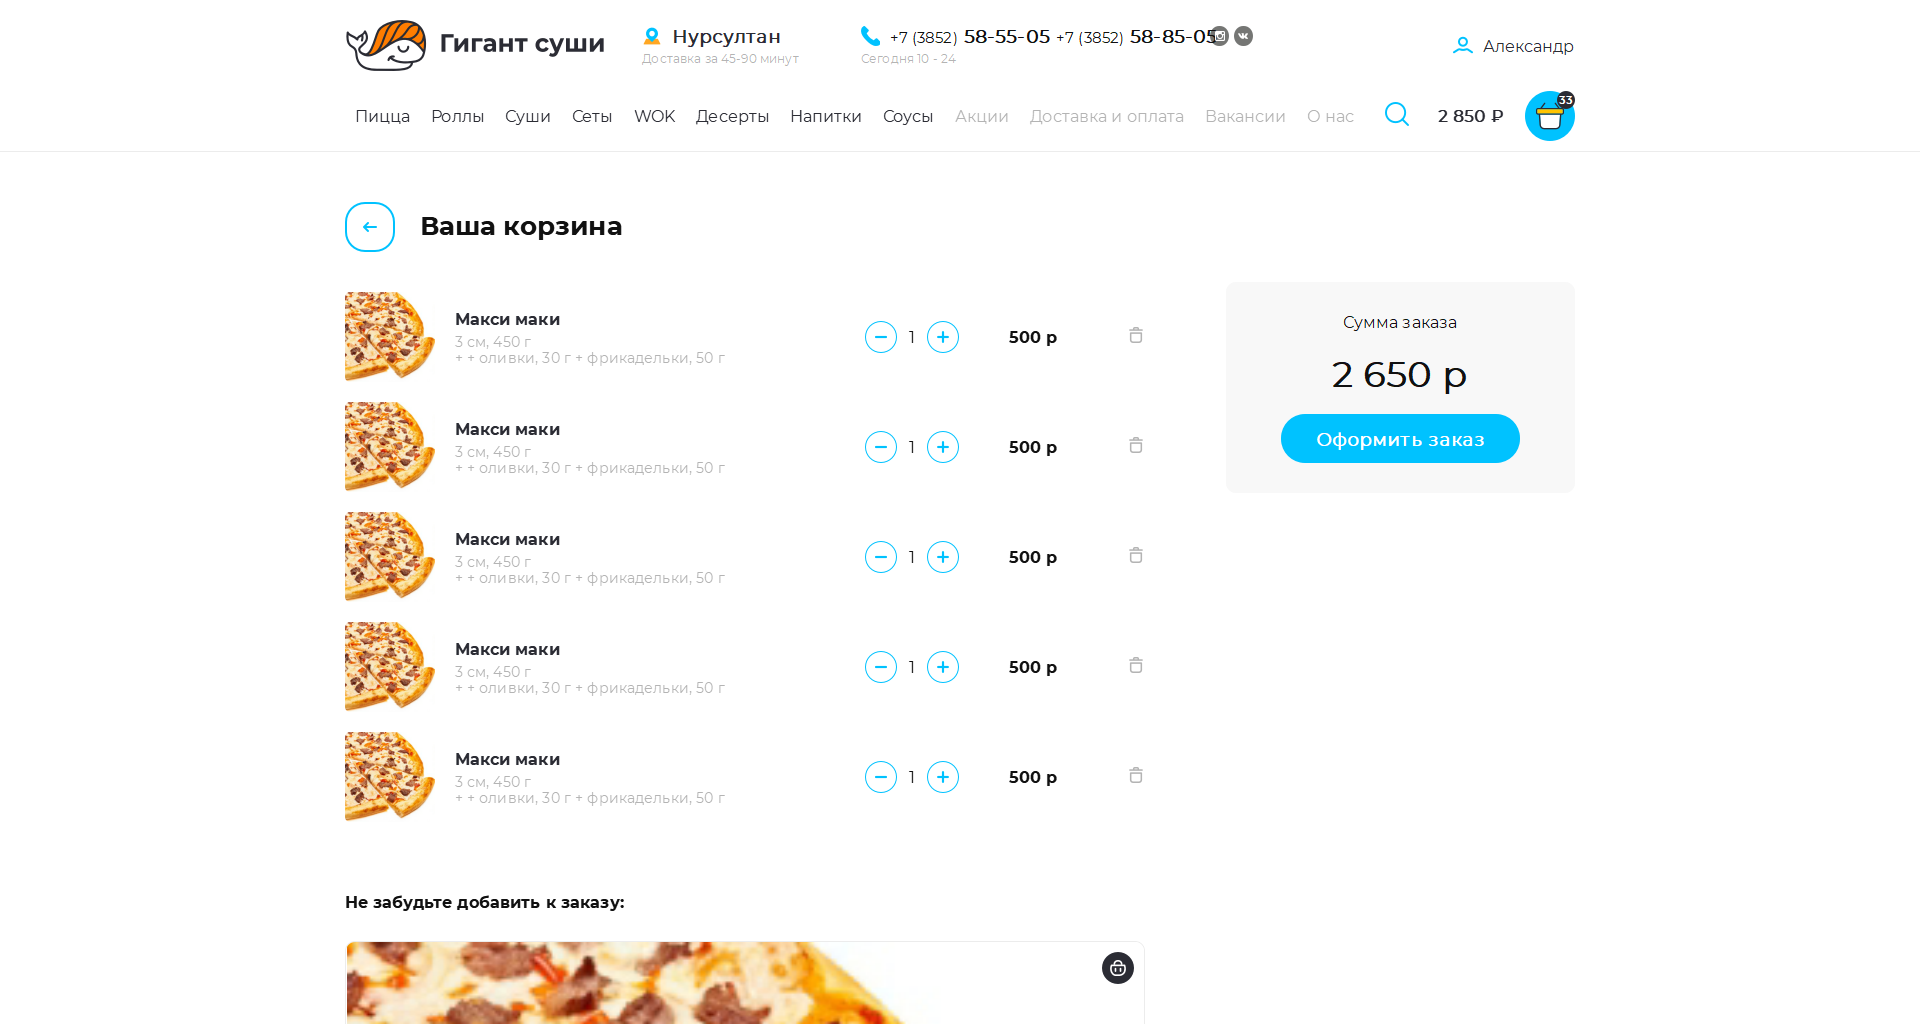 Гигант суши
Нурсултан
Доставка за 45-90 минут
+7 (3852) 58-55-05 +7 (3852) 58-85-05
Сегодня 10 - 24
Александр
Пицца Роллы Суши Сеты WOK Десерты Напитки Соусы Акции Доставка и оплата Вакансии О нас
2 850 ₽
33
Ваша корзина
Макси маки
3 см, 450 г
+ + оливки, 30 г + фрикадельки, 50 г
1
500 р
Макси маки
3 см, 450 г
+ + оливки, 30 г + фрикадельки, 50 г
1
500 р
Макси маки
3 см, 450 г
+ + оливки, 30 г + фрикадельки, 50 г
1
500 р
Макси маки
3 см, 450 г
+ + оливки, 30 г + фрикадельки, 50 г
1
500 р
Макси маки
3 см, 450 г
+ + оливки, 30 г + фрикадельки, 50 г
1
500 р
Сумма заказа
2 650 р
Оформить заказ
Не забудьте добавить к заказу: